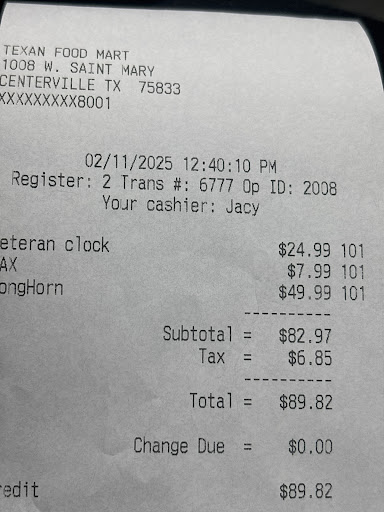 TEXAN FOOD MART
1008 W. SAINT MARY
CENTERVILLE TX 75833
XXXXXXXXX8001
02/11/2025 12:40:10 PM
Register: 2 Trans #: 6777 Op ID: 2008
Your cashier: Jacy
eteran clock $24.99 101
AX $7.99 101
ongHorn $49.99 101
----------
Subtotal = $82.97
Tax = $6.85
----------
Total = $89.82
Change Due = $0.00
redit $89.82